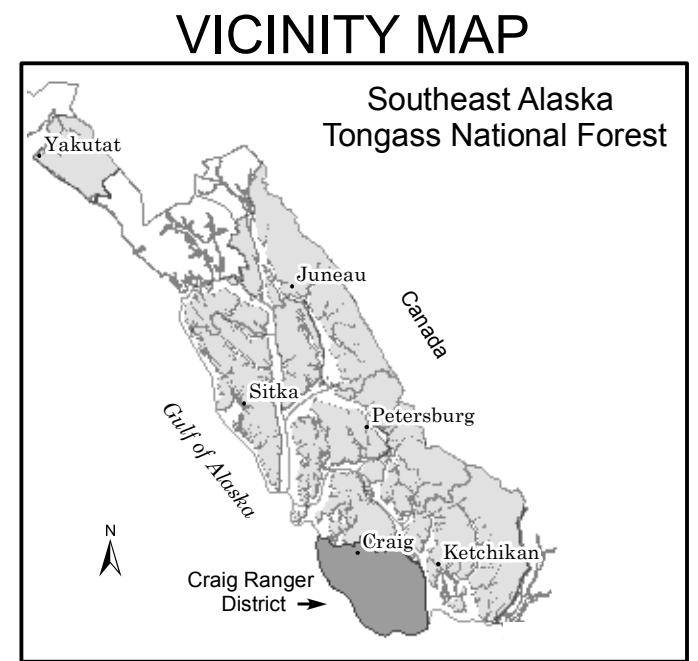 VICINITY MAP
Southeast Alaska
Tongass National Forest
Yakutat
Juneau
Canada
Sitka
Petersburg
Gulf of Alaska
N
Craig
Ketchikan
Craig Ranger
District